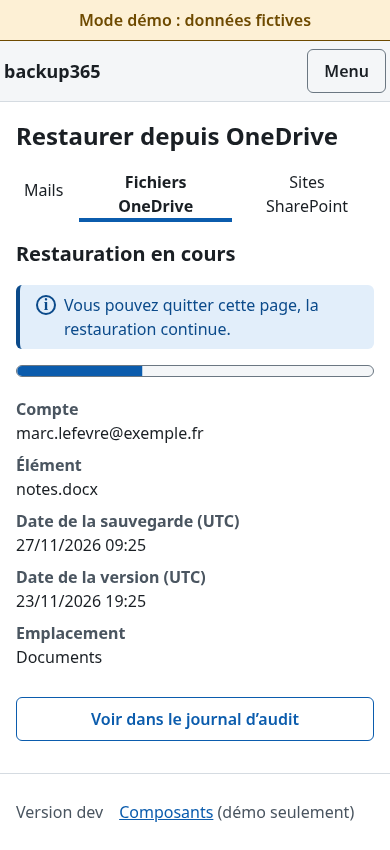 Mode démo : données fictives
backup365
Menu
Restaurer depuis OneDrive
Mails
Fichiers
OneDrive
Sites
SharePoint
Restauration en cours
Vous pouvez quitter cette page, la
restauration continue.
Compte
marc.lefevre@exemple.fr
Élément
notes.docx
Date de la sauvegarde (UTC)
27/11/2026 09:25
Date de la version (UTC)
23/11/2026 19:25
Emplacement
Documents
Voir dans le journal d’audit
Version dev Composants (démo seulement)